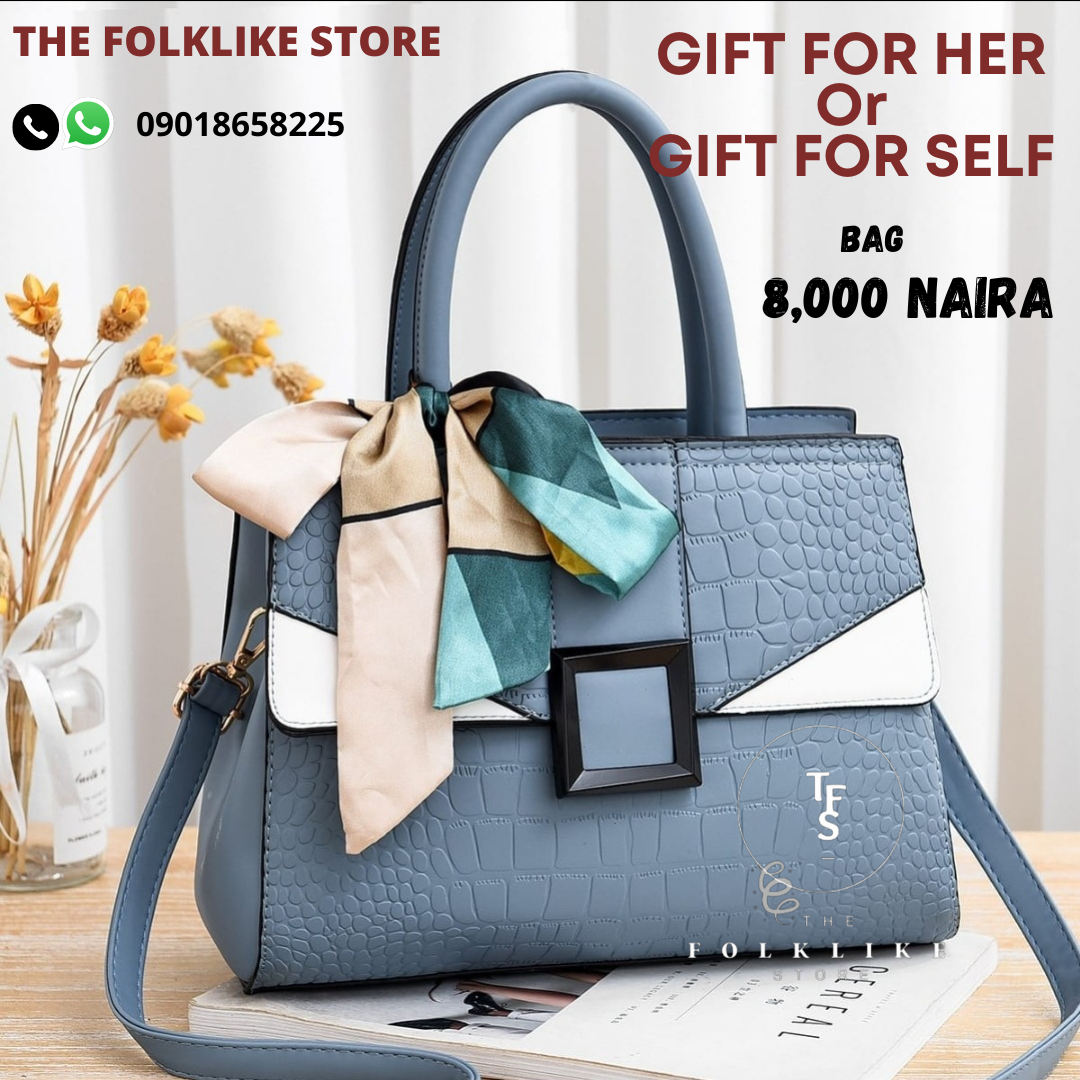 THE FOLKLIKE STORE
09018658225
GIFT FOR HER
Or
GIFT FOR SELF
BAG
8,000 NAIRA
TFS
THE
FOLKLIKE
STORE
CEREAL